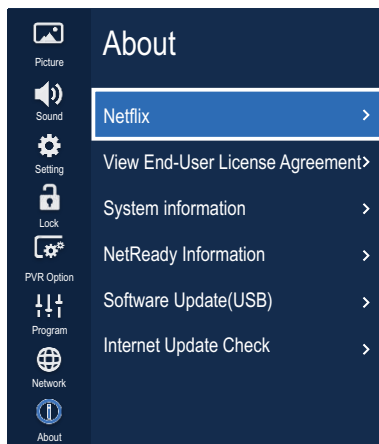 Picture
Sound
Setting
Lock
PVR Option
Program
Network
About
About
Netflix
View End-User License Agreement
System information
NetReady Information
Software Update(USB)
Internet Update Check